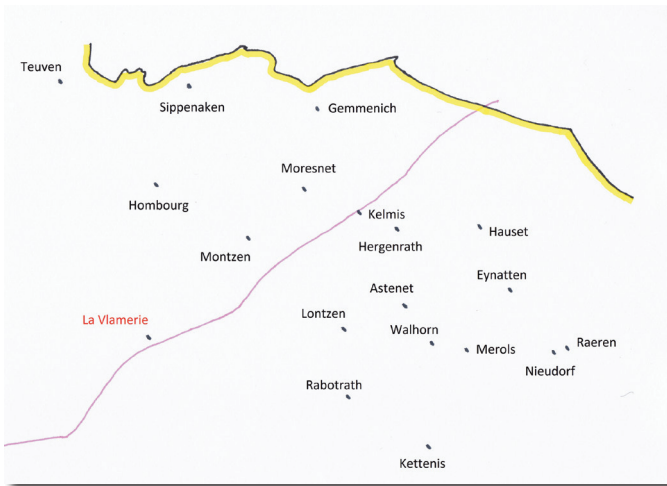 Teuven
Sippenaken
Gemmenich
Moresnet
Hombourg
Kelmis
Hergenrath
Hauset
Montzen
Eynatten
Astenet
La Vlamerie
Lontzen
Walhorn
Merols
Raeren
Nieudorf
Rabotrath
Kettenis